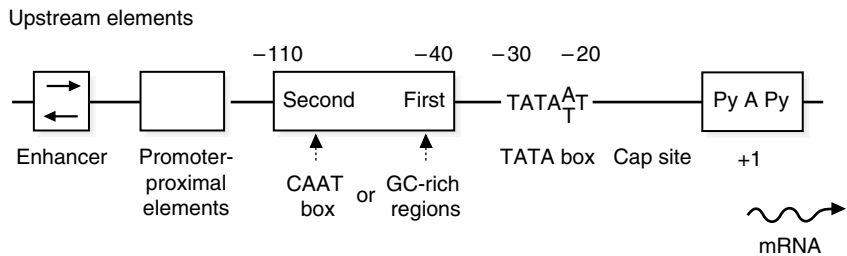 Upstream elements
−110 −40 −30 −20
Second First TATAATT Py A Py
Enhancer Promoter-proximal elements CAAT box or GC-rich regions TATA box Cap site +1
mRNA